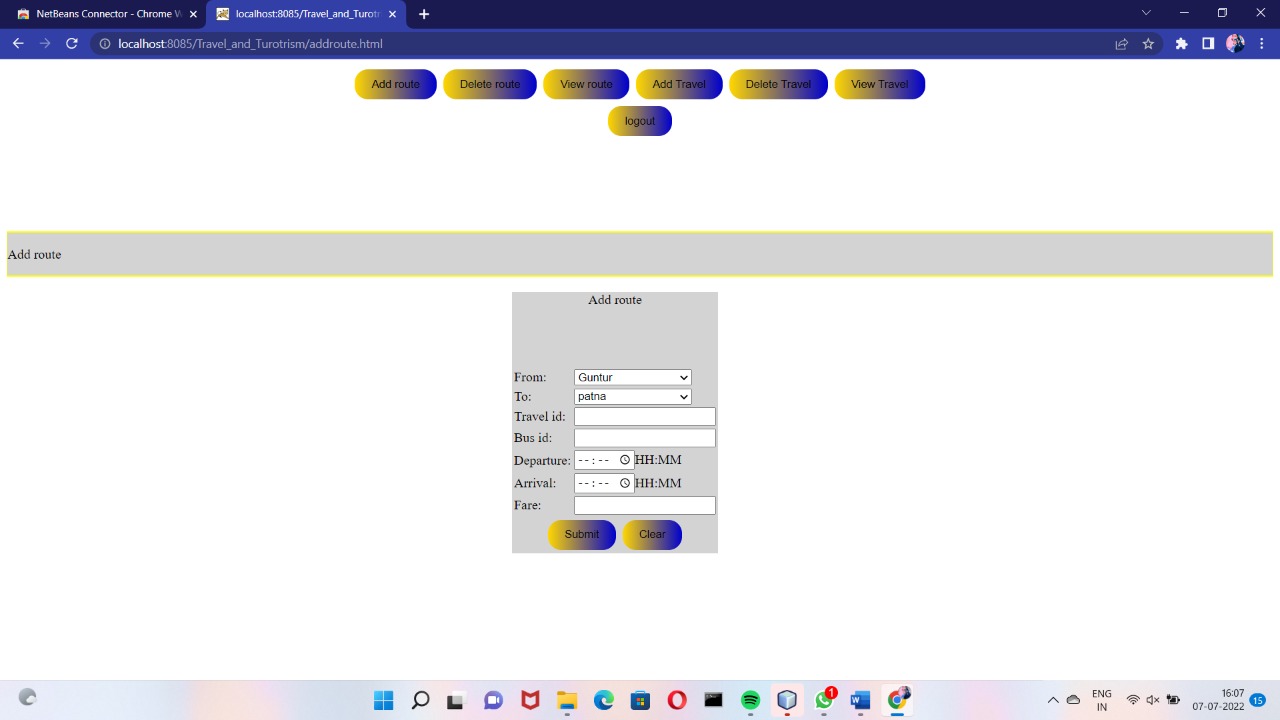 NetBeans Connector - Chrome W
localhost:8085/Travel_and_Turotr
localhost:8085/Travel_and_Turotrism/addroute.html
Add route Delete route View route Add Travel Delete Travel View Travel
logout
Add route
Add route
From: Guntur
To: patna
Travel id:
Bus id:
Departure: --:-- HH:MM
Arrival: --:-- HH:MM
Fare:
Submit Clear
1
ENG
IN
16:07
07-07-2022
15